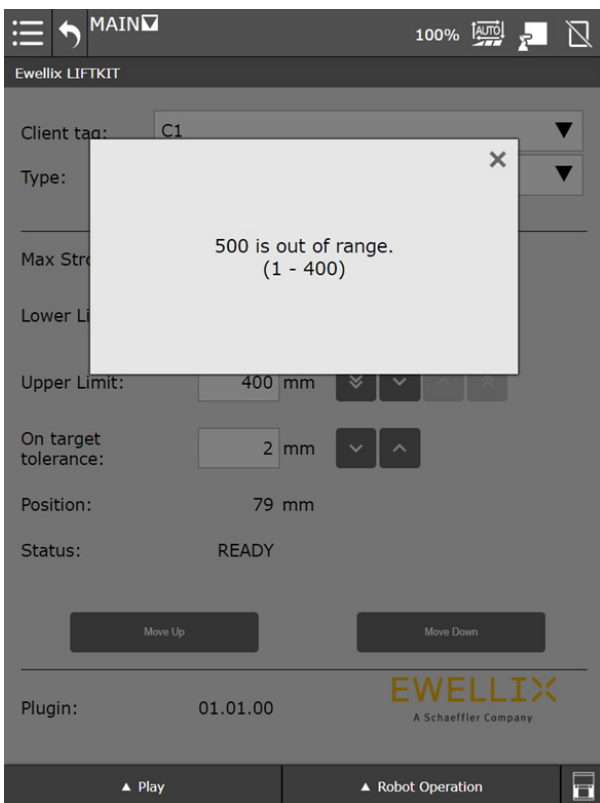 MAIN
100% AUTO
Ewellix LIFTKIT
Client tag: C1
Type:
500 is out of range.
(1 - 400)
Max Stro
Lower Li
Upper Limit: 400 mm
On target
tolerance: 2 mm
Position: 79 mm
Status: READY
Move Up Move Down
EWELLIX
A Schaeffler Company
Plugin: 01.01.00
▲ Play ▲ Robot Operation